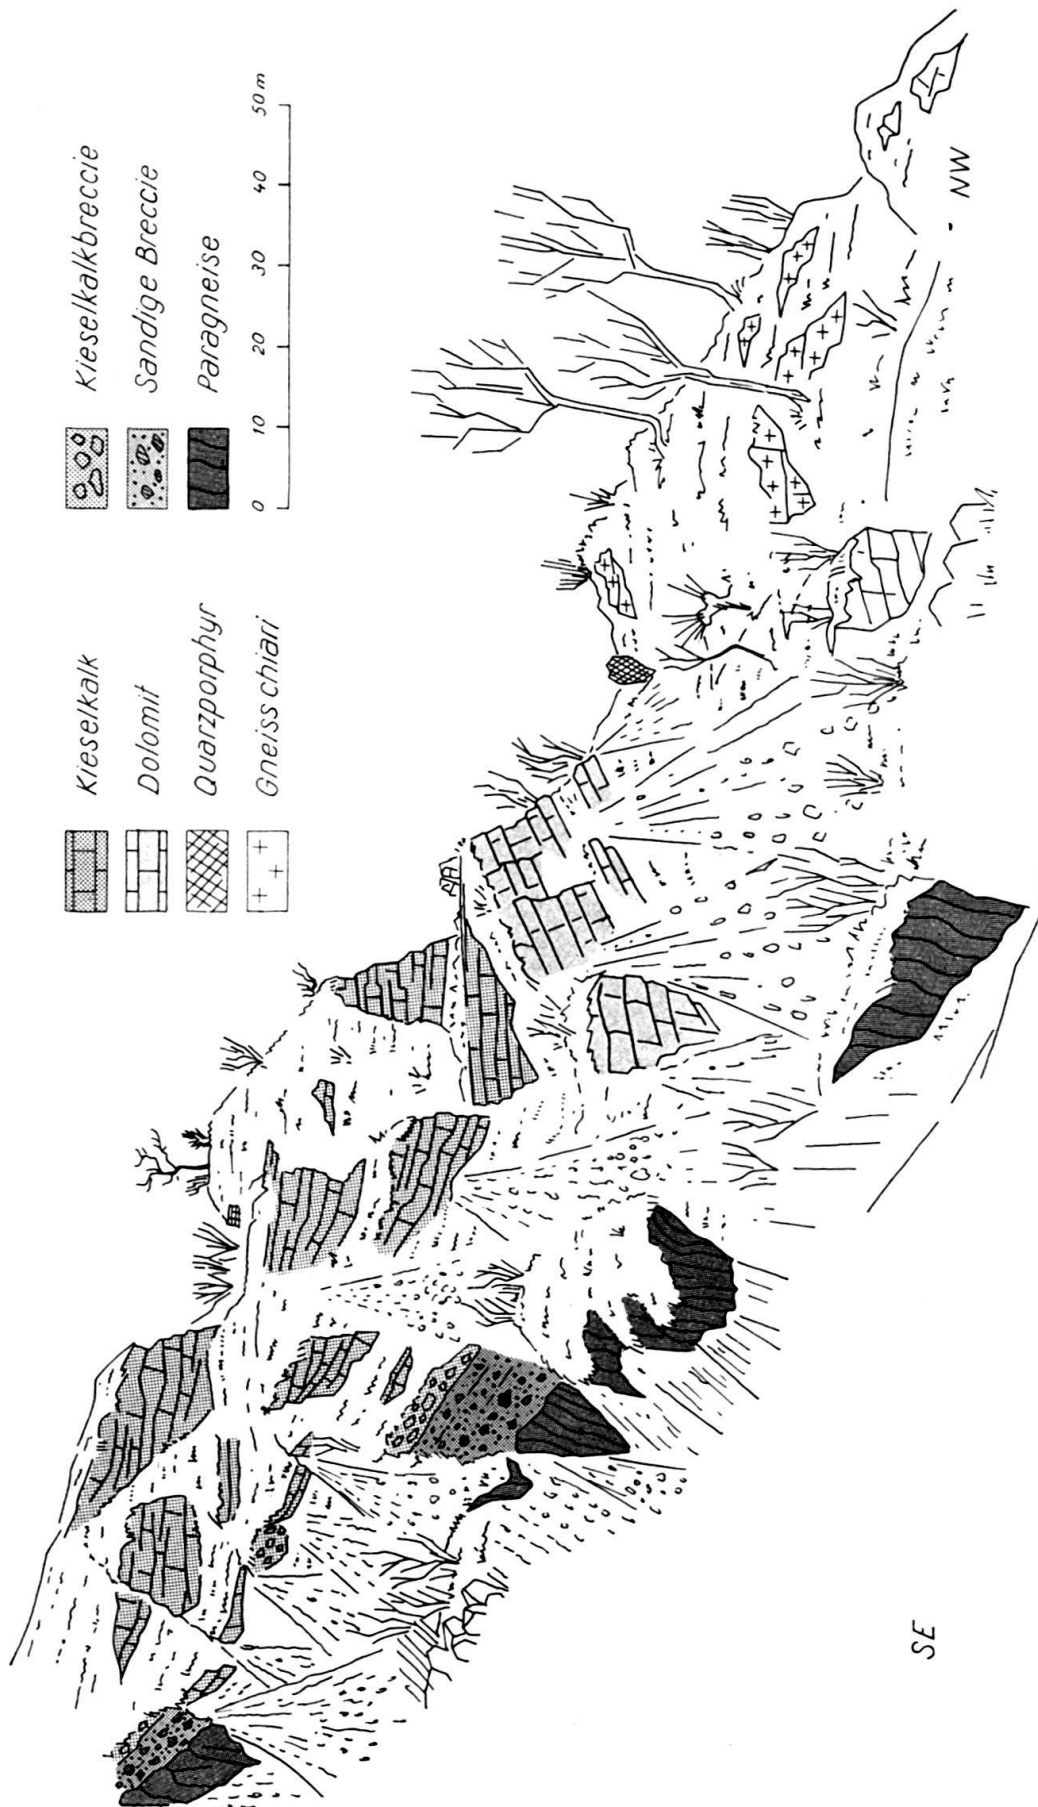 Kieselkalk
Dolomit
Quarzporphyr
Gneiss chiari
Kieselkalkbreccie
Sandige Breccie
Paragneise
0 10 20 30 40 50 m
SE
NW